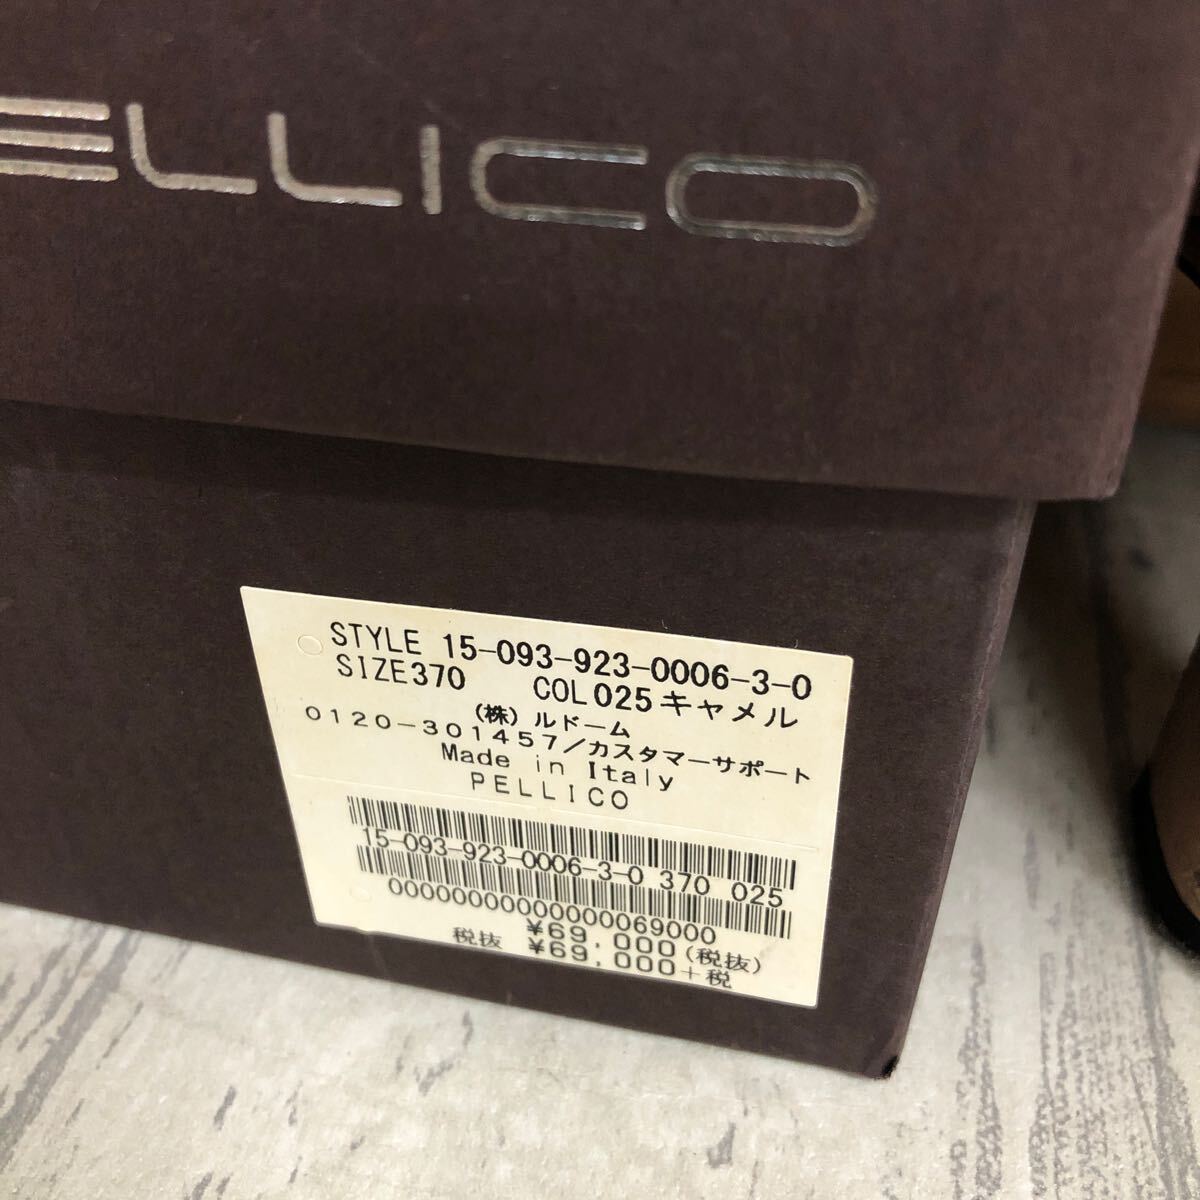 ELLICO
STYLE 15-093-923-0006-3-0
SIZE370 COL025キャメル
(株)ルドーム
0120-301457/カスタマーサポート
Made in Italy
PELLICO
15-093-923-0006-3-0 370 025
0000000000000069000
¥69,000(税抜)
税抜 ¥69,000+税